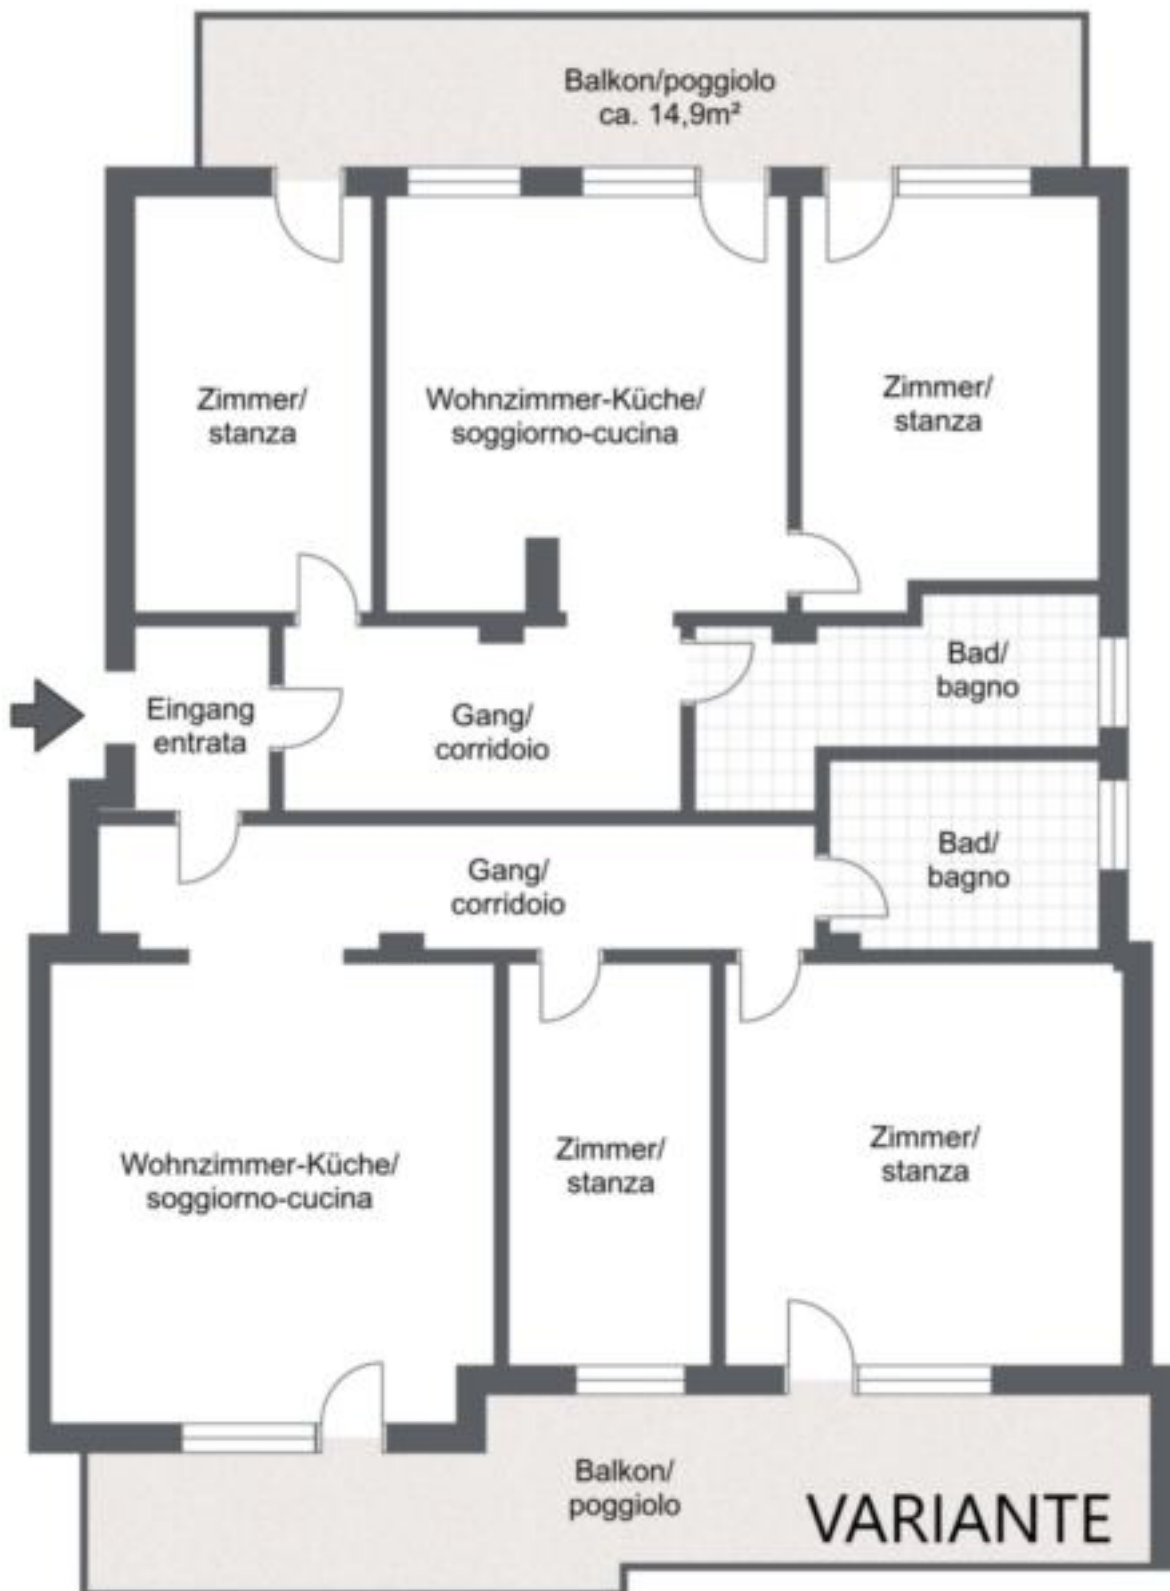 Balkon/poggiolo
ca. 14,9m²
Zimmer/
stanza
Wohnzimmer-Küche/
soggiorno-cucina
Zimmer/
stanza
Eingang
entrata
Gang/
corridoio
Bad/
bagno
Gang/
corridoio
Bad/
bagno
Wohnzimmer-Küche/
soggiorno-cucina
Zimmer/
stanza
Zimmer/
stanza
Balkon/
poggiolo
VARIANTE